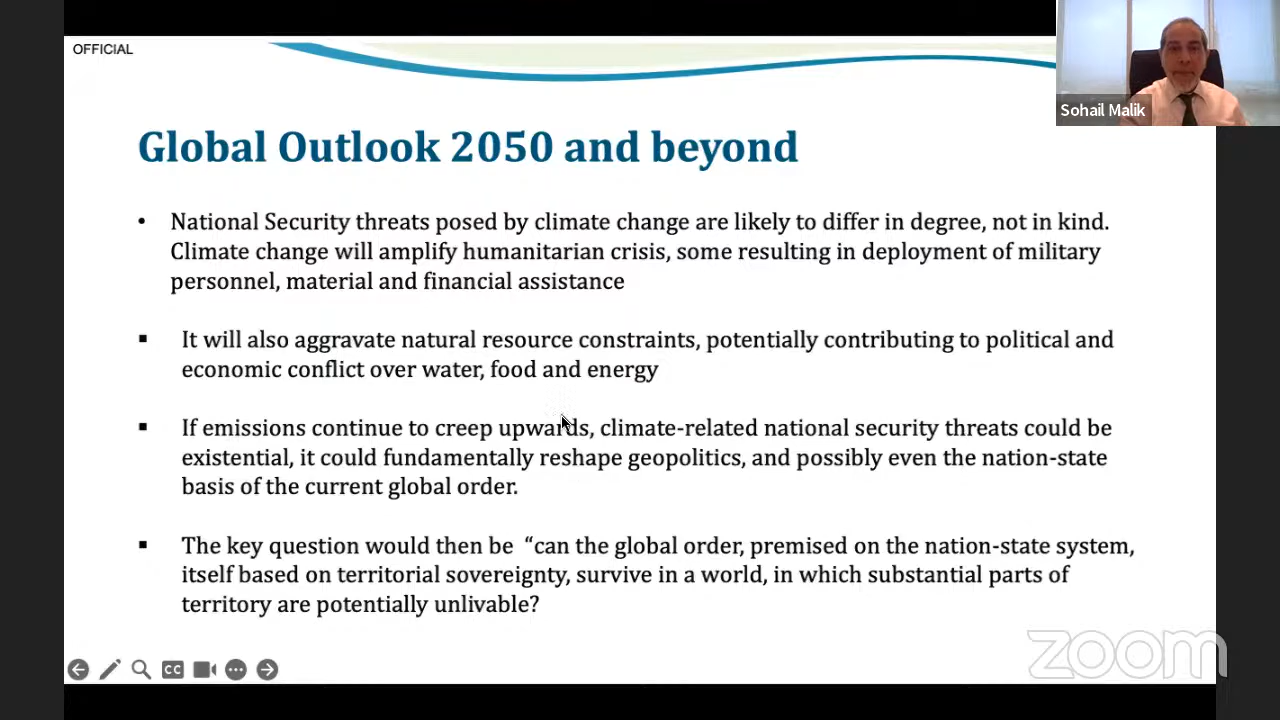 OFFICIAL
Sohail Malik
Global Outlook 2050 and beyond
• National Security threats posed by climate change are likely to differ in degree, not in kind.
Climate change will amplify humanitarian crisis, some resulting in deployment of military
personnel, material and financial assistance
▪ It will also aggravate natural resource constraints, potentially contributing to political and
economic conflict over water, food and energy
▪ If emissions continue to creep upwards, climate-related national security threats could be
existential, it could fundamentally reshape geopolitics, and possibly even the nation-state
basis of the current global order.
▪ The key question would then be “can the global order, premised on the nation-state system,
itself based on territorial sovereignty, survive in a world, in which substantial parts of
territory are potentially unlivable?
CC
zoom